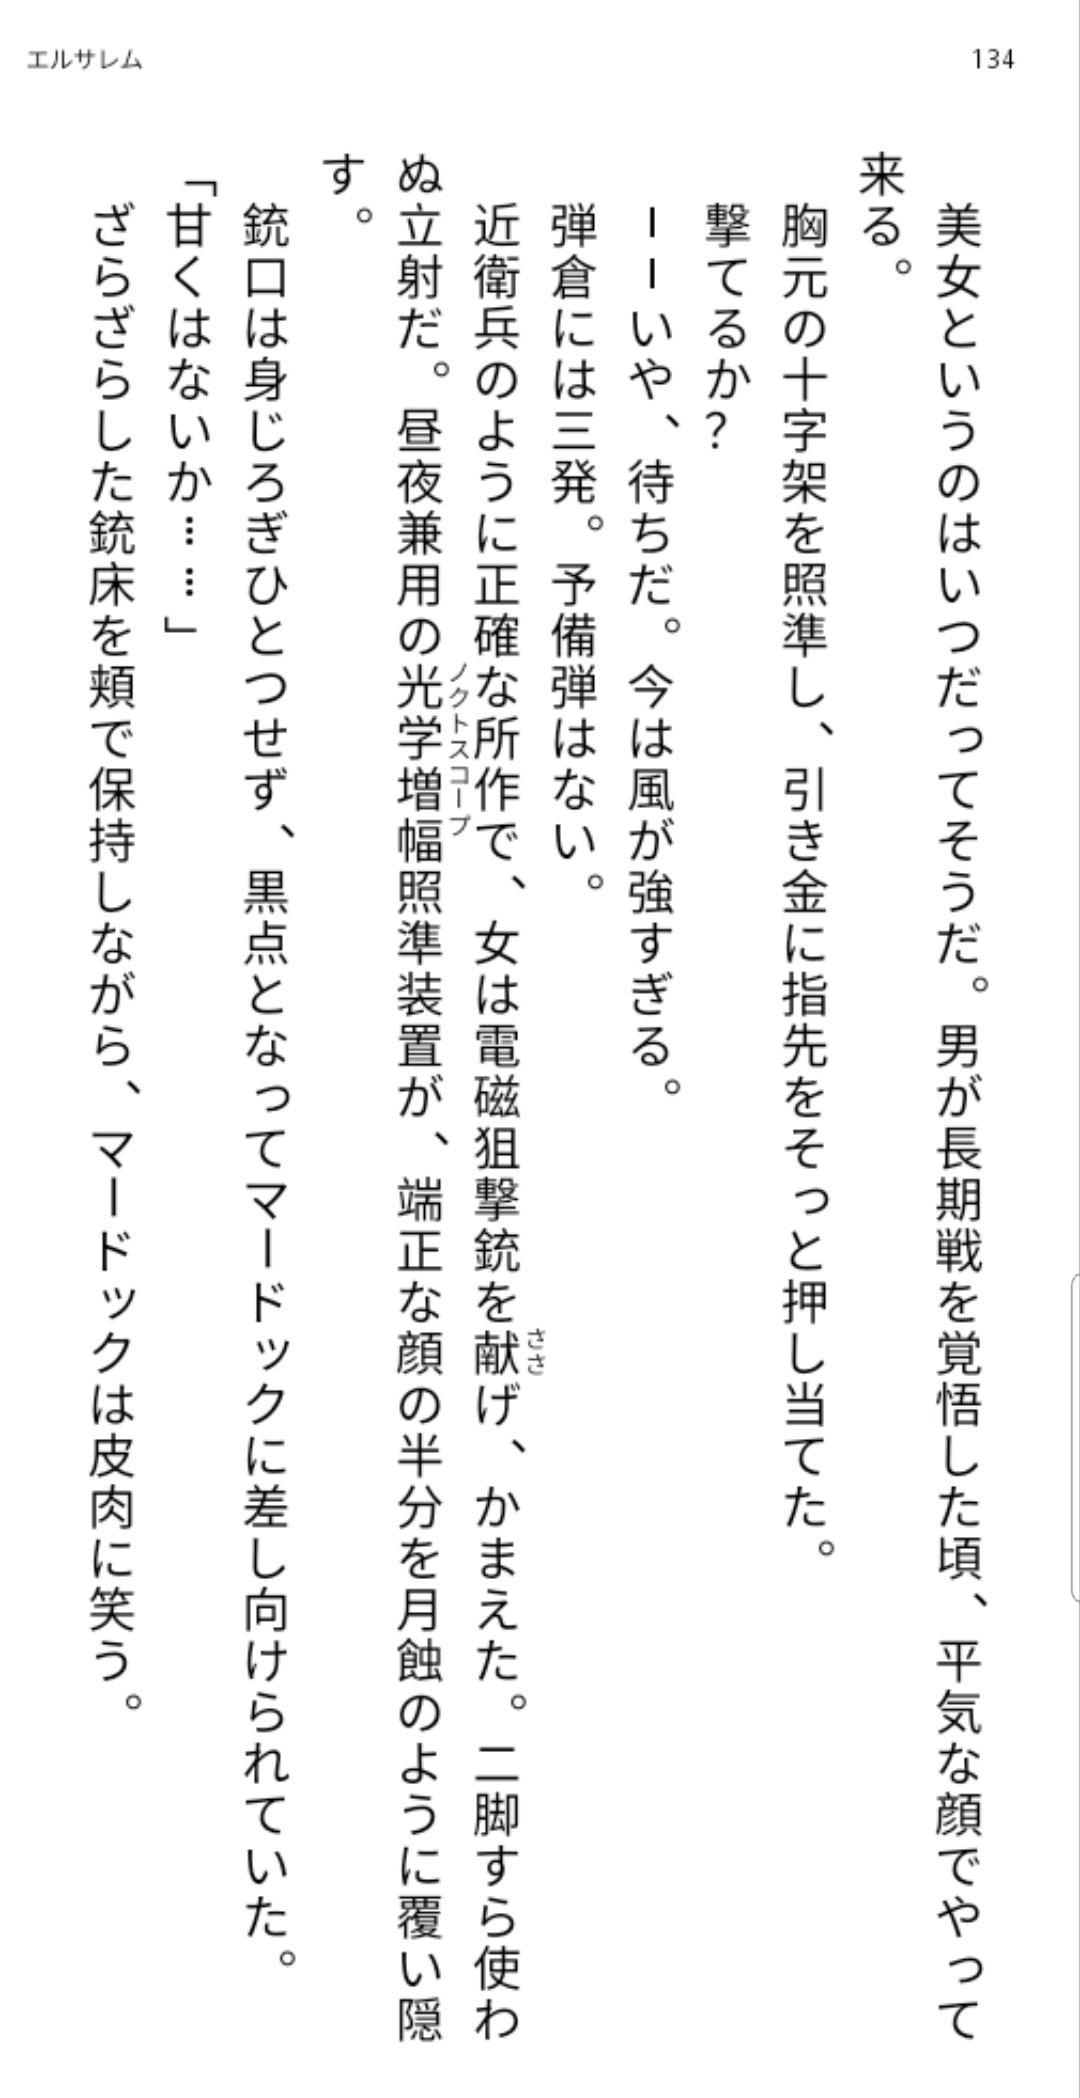 エルサレム
134
美女というのはいつだってそうだ。男が長期戦を覚悟した頃、平気な顔でやって
来る。
胸元の十字架を照準し、引き金に指先をそっと押し当てた。
撃てるか？
ーーいや、待ちだ。今は風が強すぎる。
弾倉には三発。予備弾はない。
近衛兵のように正確な所作で、女は電磁狙撃銃を献げ、かまえた。二脚すら使わ
ささ
ぬ立射だ。昼夜兼用の光学増幅照準装置が、端正な顔の半分を月蝕のように覆い隠
ノクトスコープ
す。
銃口は身じろぎひとつせず、黒点となってマードックに差し向けられていた。
「甘くはないか……」
ざらざらした銃床を頬で保持しながら、マードックは皮肉に笑う。